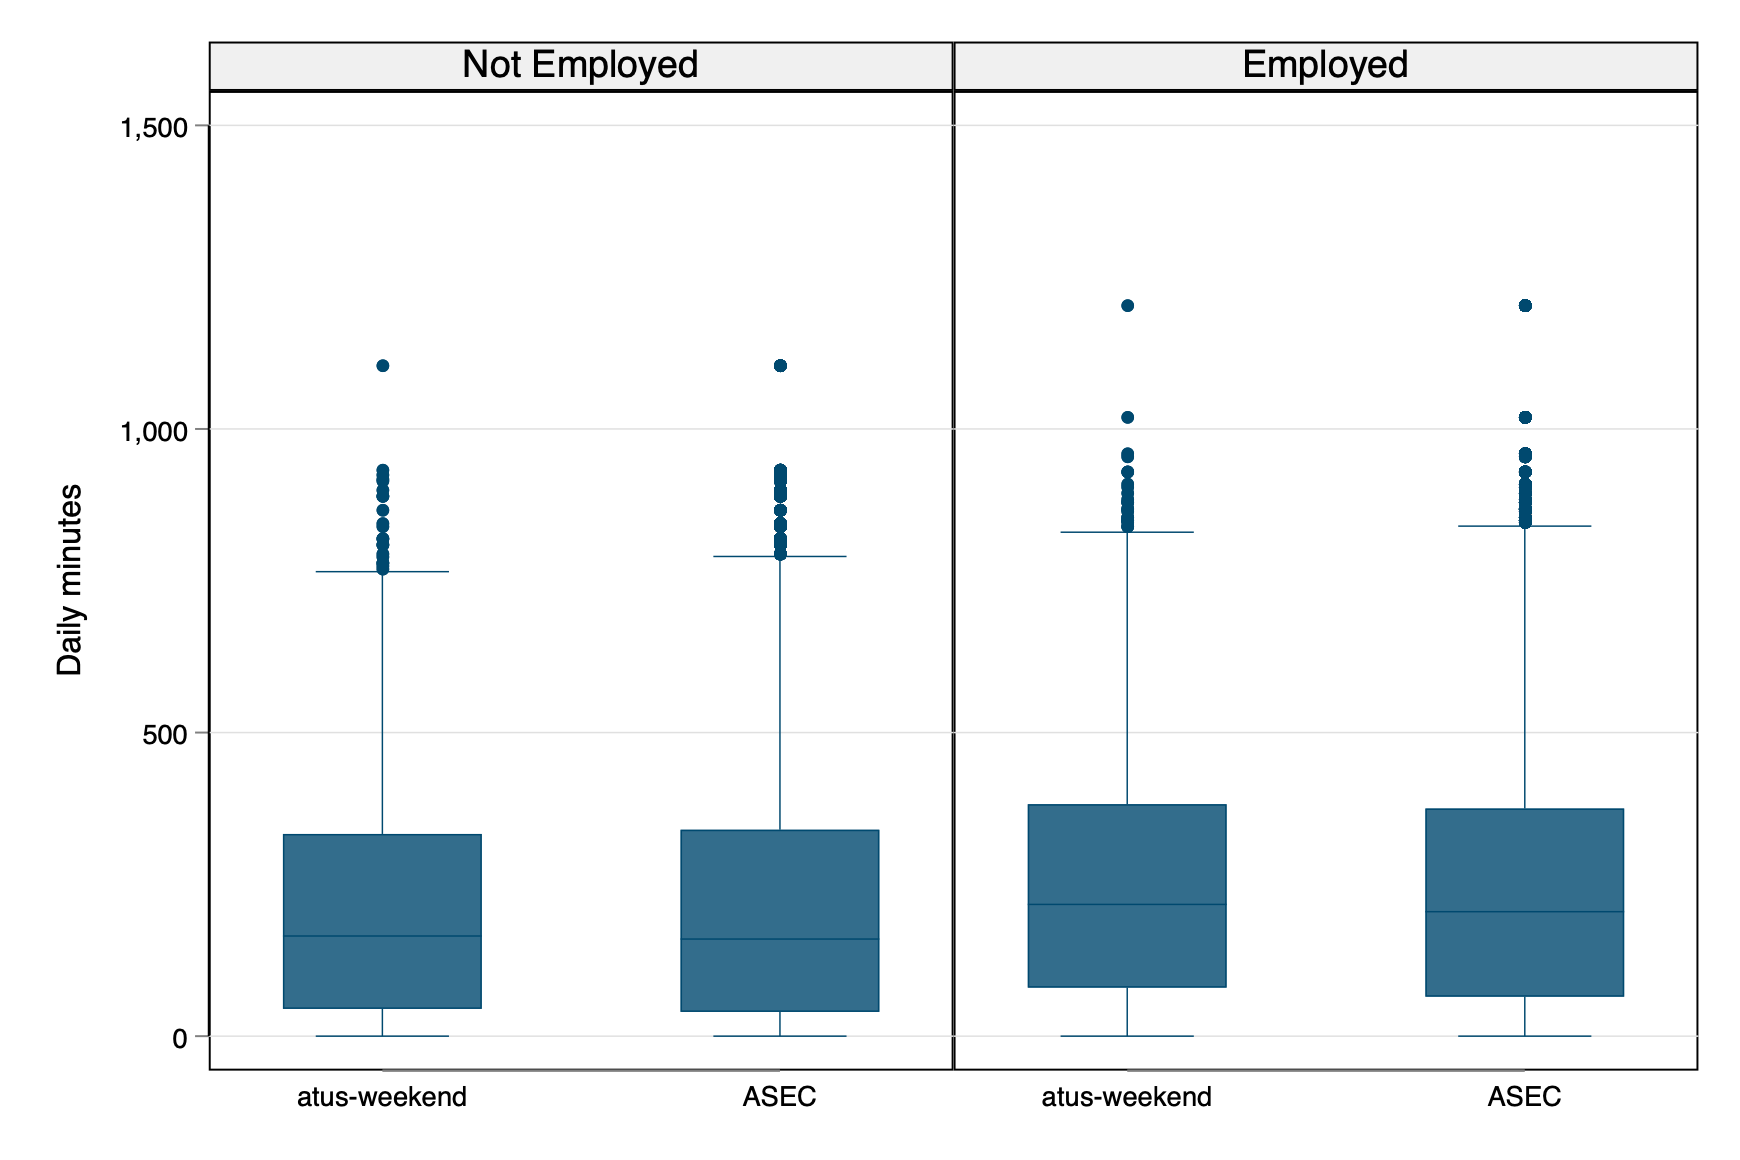 Not Employed
Employed
1,500
1,000
500
0
Daily minutes
atus-weekend
ASEC
atus-weekend
ASEC